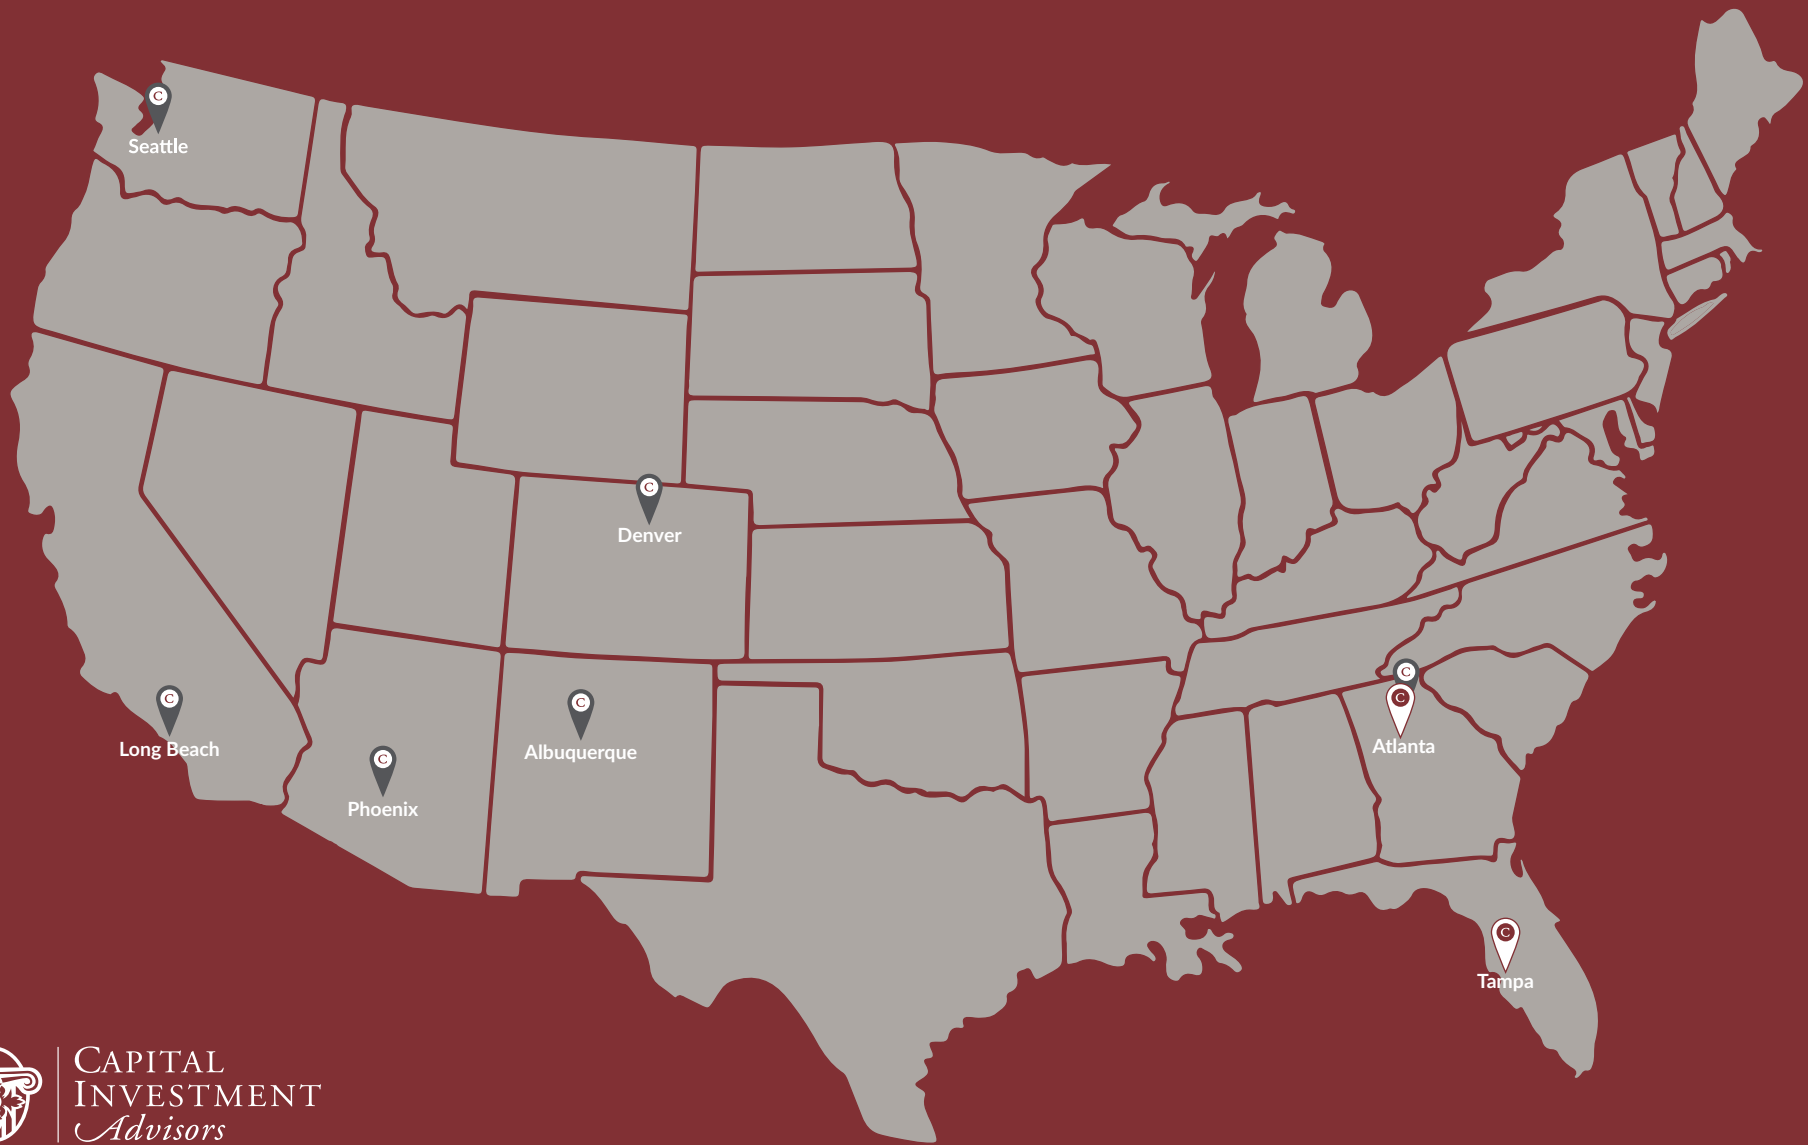 C
Seattle
C
Denver
C
Long Beach
C
Phoenix
C
Albuquerque
C
C
Atlanta
C
Tampa
CAPITAL
INVESTMENT
Advisors